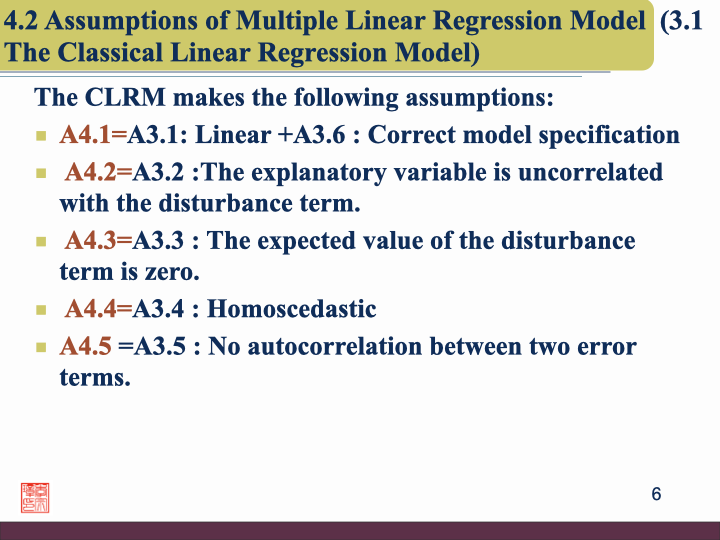 4.2 Assumptions of Multiple Linear Regression Model (3.1
The Classical Linear Regression Model)
The CLRM makes the following assumptions:
A4.1=A3.1: Linear +A3.6 : Correct model specification
A4.2=A3.2 :The explanatory variable is uncorrelated
with the disturbance term.
A4.3=A3.3 : The expected value of the disturbance
term is zero.
A4.4=A3.4 : Homoscedastic
A4.5 =A3.5 : No autocorrelation between two error
terms.
6